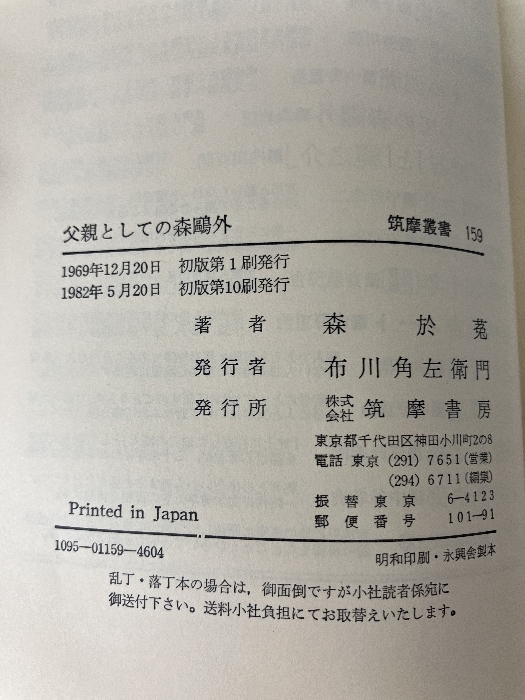 父親としての森鷗外　筑摩叢書 159
1969年12月20日　初版第1刷発行
1982年5月20日　初版第10刷発行
著者　森於菟
発行者　布川角左衛門
発行所　株式会社 筑摩書房
東京都千代田区神田小川町2の8
電話 東京 (291) 7651 (営業)
(294) 6711 (編集)
振替東京 6―4123
郵便番号 101―91
Printed in Japan
1095―01159―4604　明和印刷・永興舎製本
乱丁・落丁本の場合は，御面倒ですが小社読者係宛に
御送付下さい。送料小社負担にてお取替えいたします。